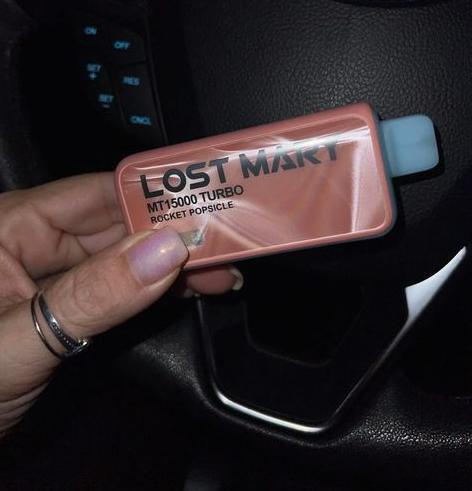 ON
OFF
SET
+
RES
SET
-
CNCL
LOST MARY
MT15000 TURBO
ROCKET POPSICLE